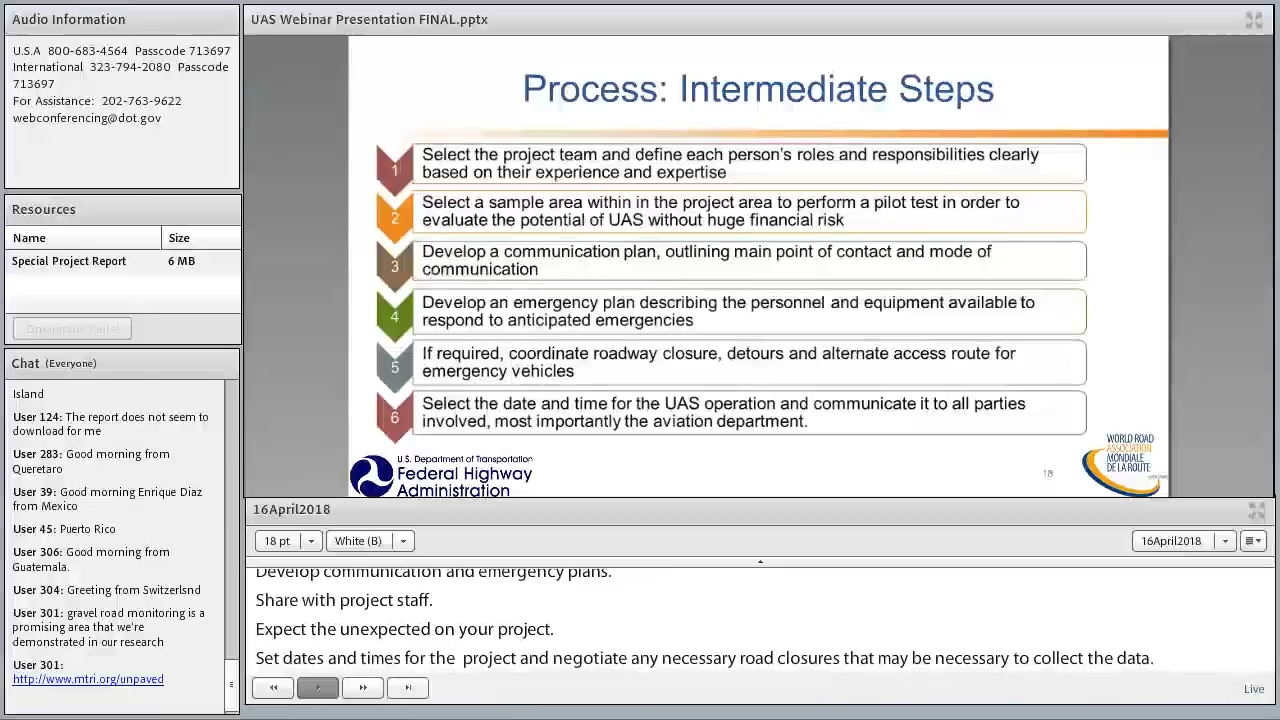 Audio Information
U.S.A 800-683-4564 Passcode 713697
International 323-794-2080 Passcode
713697
For Assistance: 202-763-9622
webconferencing@dot.gov
Resources
Name Size
Special Project Report 6 MB
Chat (Everyone)
Island
User 124: The report does not seem to
download for me
User 283: Good morning from
Queretaro
User 39: Good morning Enrique Diaz
from Mexico
User 45: Puerto Rico
User 306: Good morning from
Guatemala.
User 304: Greeting from Switzerlsnd
User 301: gravel road monitoring is a
promising area that we're
demonstrated in our research
User 301:
http://www.mtri.org/unpaved
UAS Webinar Presentation FINAL.pptx
Process: Intermediate Steps
1
Select the project team and define each person's roles and responsibilities clearly
based on their experience and expertise
2
Select a sample area within in the project area to perform a pilot test in order to
evaluate the potential of UAS without huge financial risk
3
Develop a communication plan, outlining main point of contact and mode of
communication
4
Develop an emergency plan describing the personnel and equipment available to
respond to anticipated emergencies
5
If required, coordinate roadway closure, detours and alternate access route for
emergency vehicles
6
Select the date and time for the UAS operation and communicate it to all parties
involved, most importantly the aviation department.
U.S. Department of Transportation
Federal Highway
Administration
18
WORLD ROAD
ASSOCIATION
MONDIALE
DE LA ROUTE
16April2018
18 pt White (B) 16April2018
Develop communication and emergency plans.
Share with project staff.
Expect the unexpected on your project.
Set dates and times for the project and negotiate any necessary road closures that may be necessary to collect the data.
Live